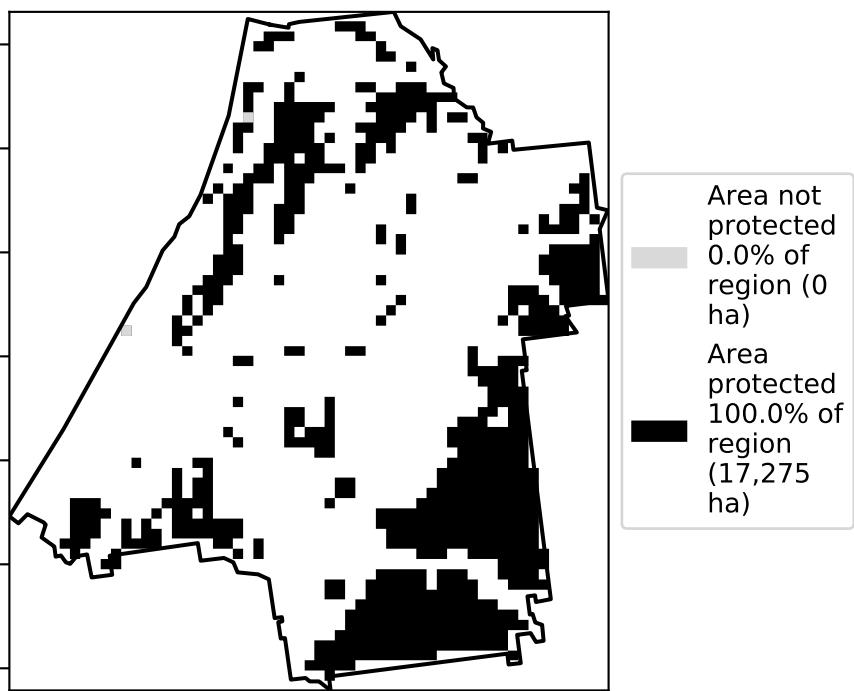 Area not
protected
0.0% of
region (0
ha)
Area
protected
100.0% of
region
(17,275
ha)